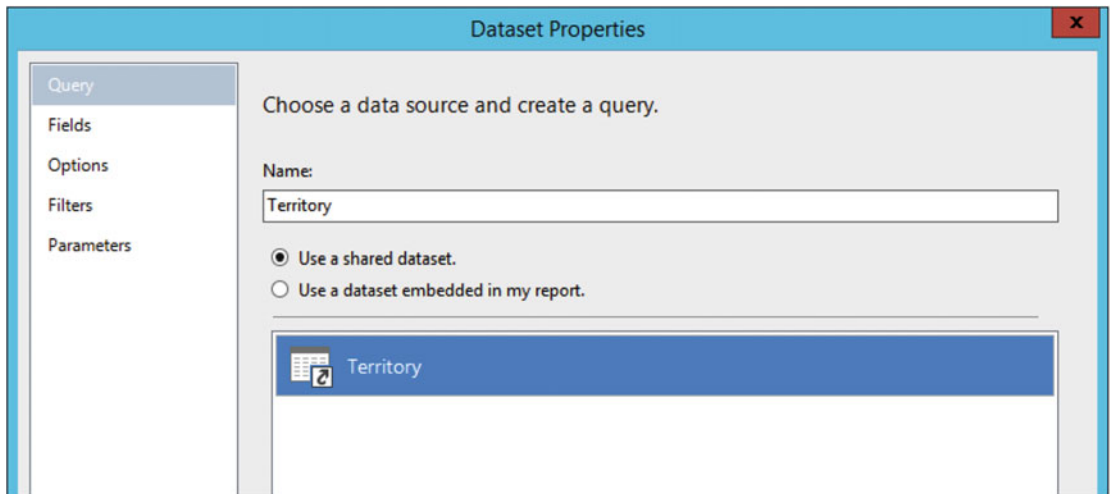 Dataset Properties
x
Query
Fields
Options
Filters
Parameters
Choose a data source and create a query.
Name:
Territory
Use a shared dataset.
Use a dataset embedded in my report.
Territory